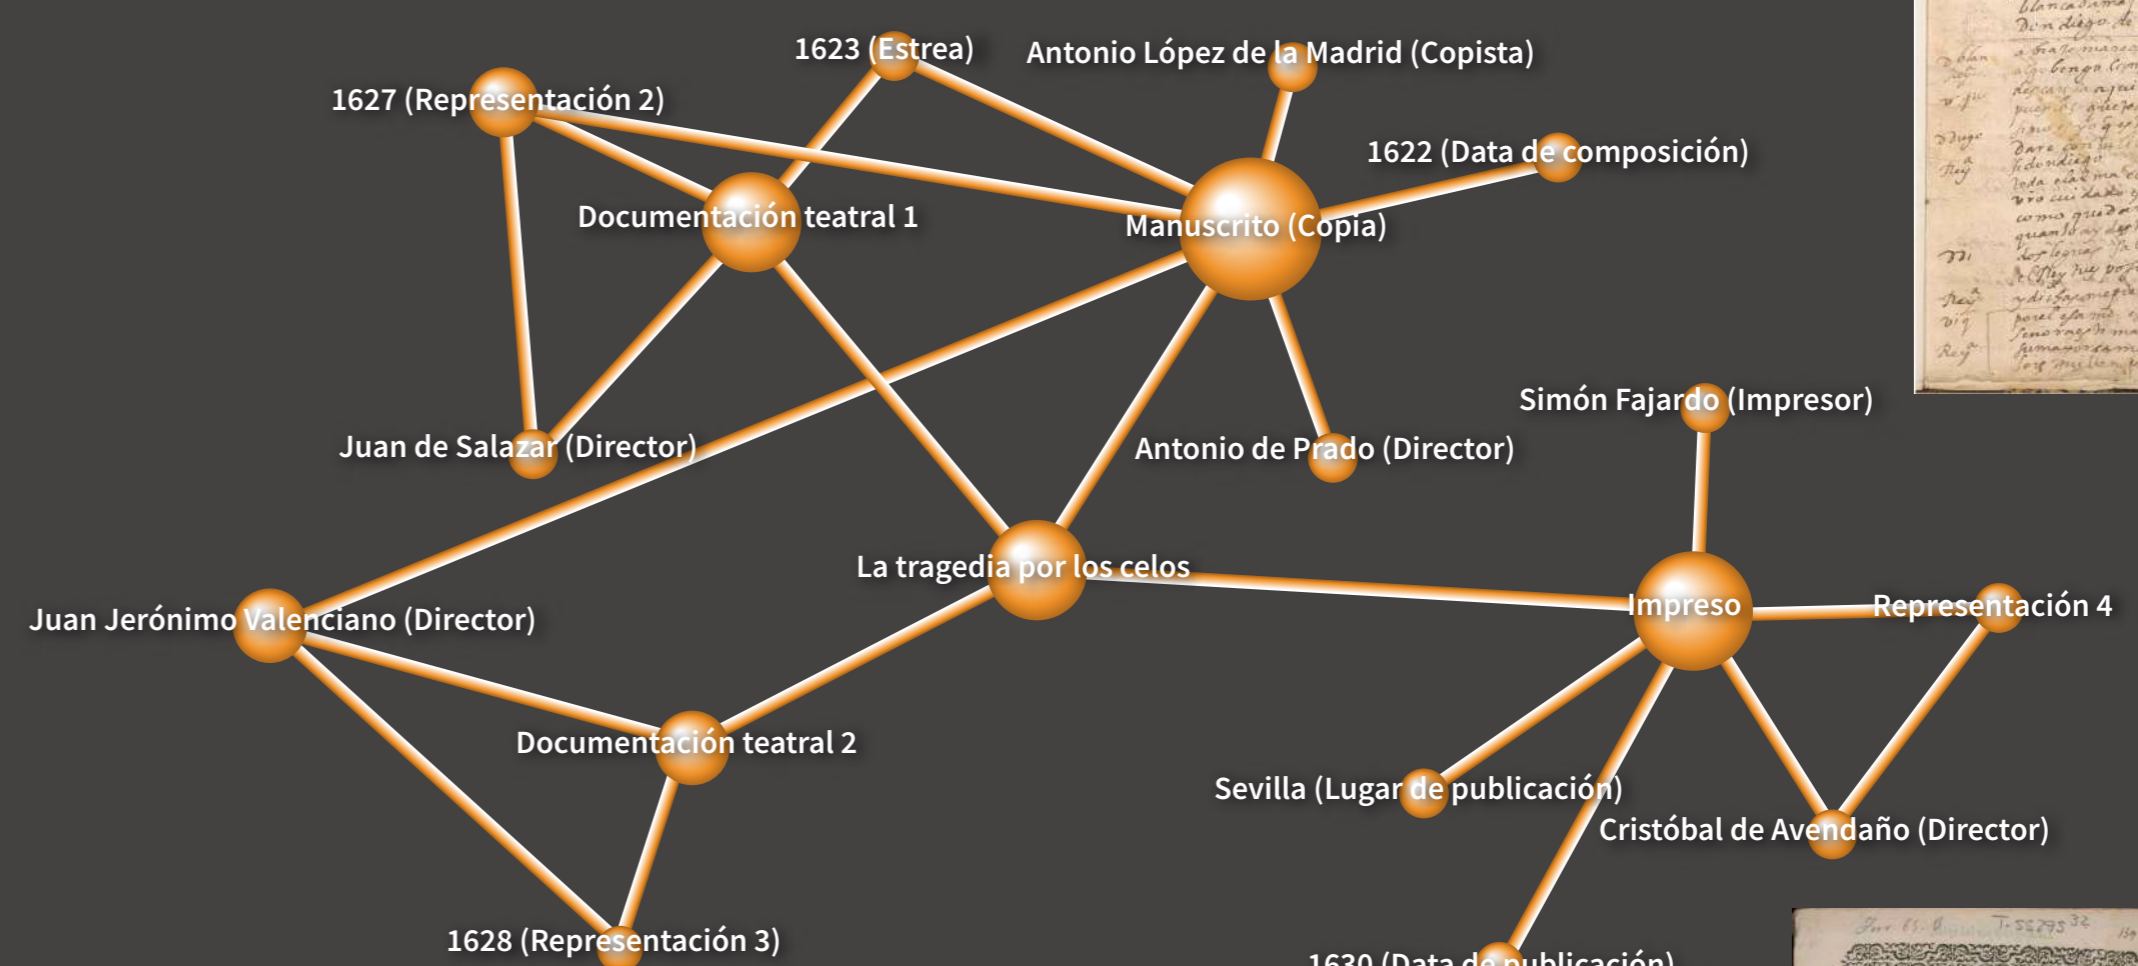 1623 (Estrea)
Antonio López de la Madrid (Copista)
1627 (Representación 2)
1622 (Data de composición)
Documentación teatral 1
Manuscrito (Copia)
Simón Fajardo (Impresor)
Juan de Salazar (Director)
Antonio de Prado (Director)
La tragedia por los celos
Impreso
Representación 4
Juan Jerónimo Valenciano (Director)
Documentación teatral 2
Sevilla (Lugar de publicación)
Cristóbal de Avendaño (Director)
1628 (Representación 3)
1630 (Data de publicación)